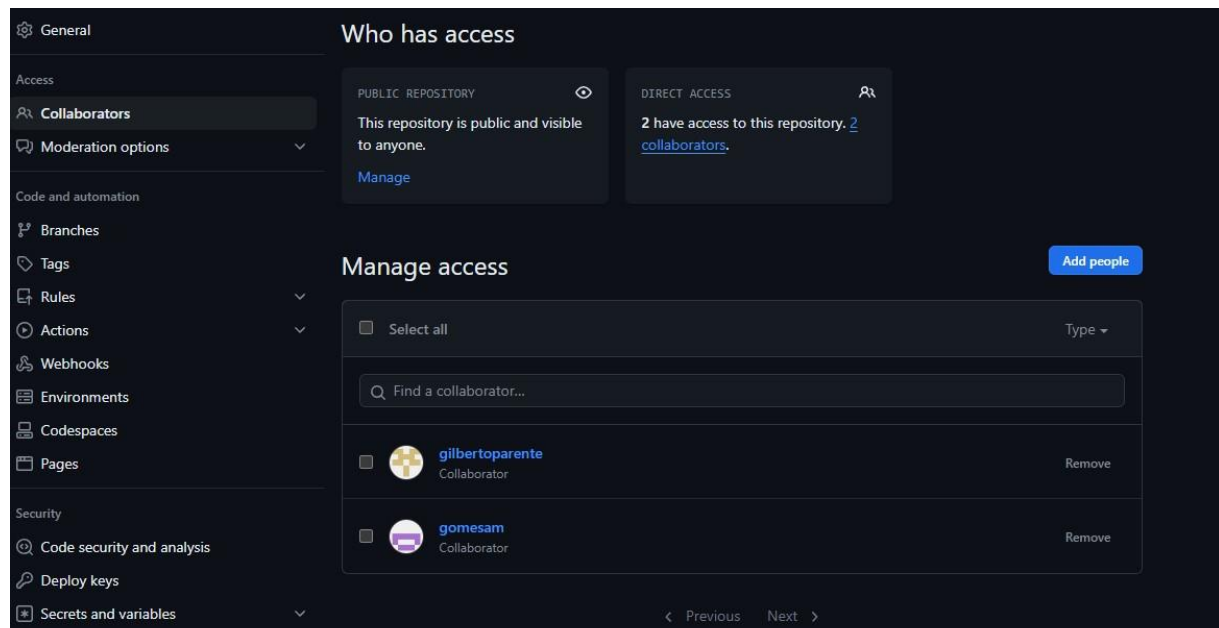 General
Access
Collaborators
Moderation options
Code and automation
Branches
Tags
Rules
Actions
Webhooks
Environments
Codespaces
Pages
Security
Code security and analysis
Deploy keys
Secrets and variables
Who has access
PUBLIC REPOSITORY
This repository is public and visible
to anyone.
Manage
DIRECT ACCESS
2 have access to this repository. 2
collaborators.
Manage access
Add people
Select all
Type
Find a collaborator...
gilbertoparente
Collaborator
Remove
gomesam
Collaborator
Remove
Previous Next